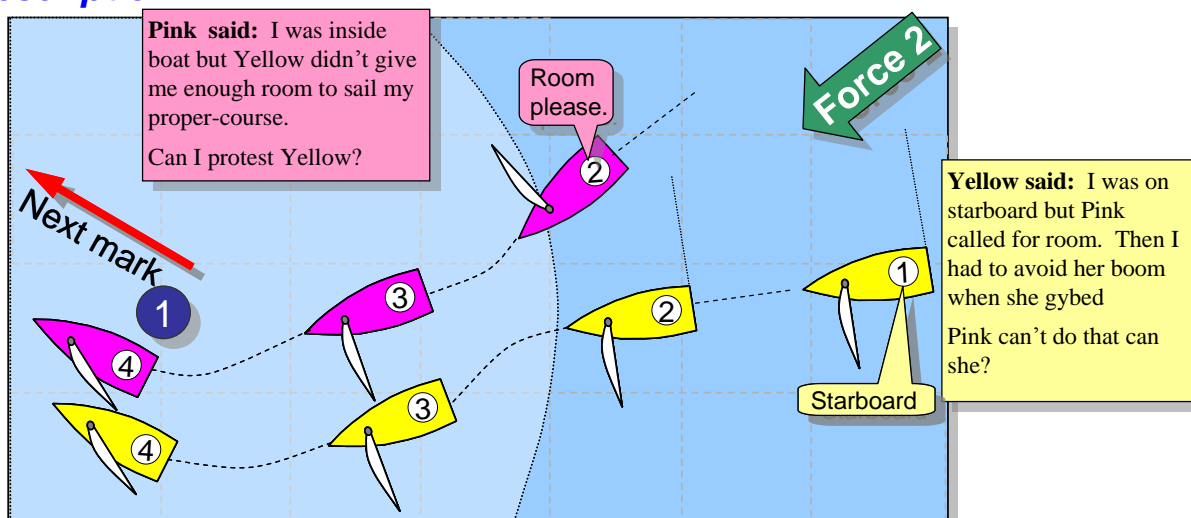 Pink said: I was inside
boat but Yellow didn't give
me enough room to sail my
proper-course.
Can I protest Yellow?
Room
please.
Force 2
Next mark
1
Yellow said: I was on
starboard but Pink
called for room. Then I
had to avoid her boom
when she gybed
Pink can't do that can
she?
Starboard
2
3
4
1
2
3
4